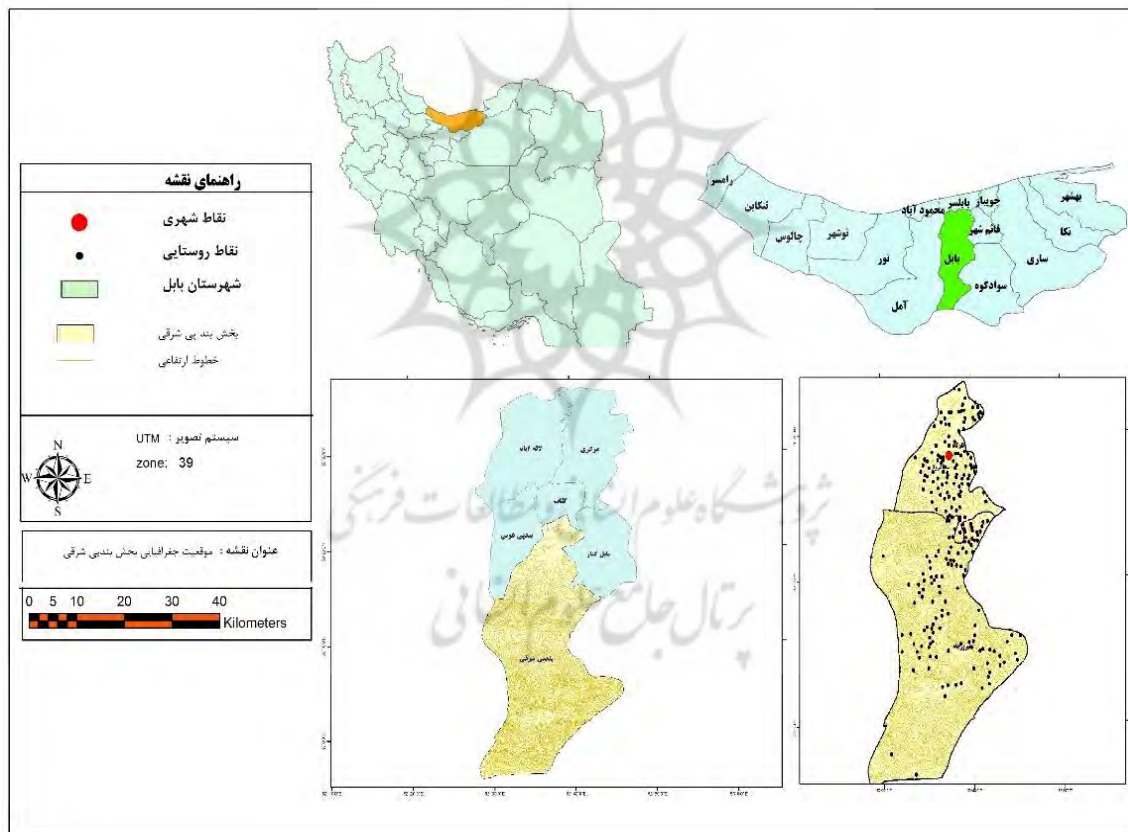 راهنمای نقشه
نقاط شهری
نقاط روستایی
شهرستان بابل
بخش بند پی شرقی
خطوط ارتفاعی
سیستم تصویر : UTM
zone: 39
N
W
E
S
عنوان نقشه : موقعیت جغرافیایی بخش بندپی شرقی
0 5 10 20 30 40
Kilometers
رامسر
تنکابن
چالوس
نوشهر
نور
محمود آباد
آمل
بابلسر
بابل
جویبار
قائم شهر
سوادکوه
ساری
بهشهر
نکا
لاله آباد
مرکزی
گتاب
بابل کنار
بندپی شرقی
پژوهشگاه علوم انسانی و مطالعات فرهنگی
پرتال جامع علوم انسانی